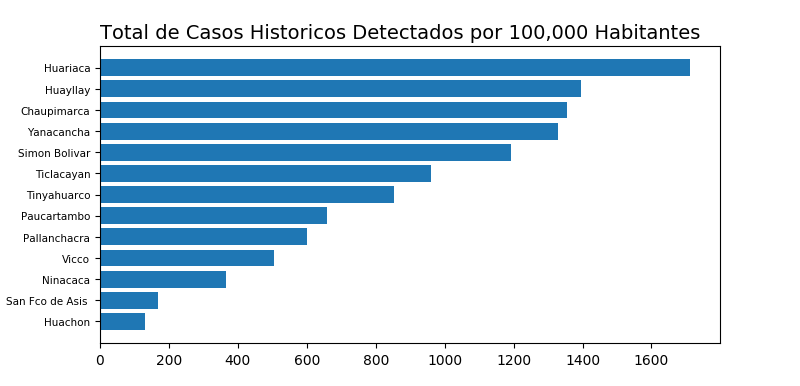 Total de Casos Historicos Detectados por 100,000 Habitantes
Huariaca
Huayllay
Chaupimarca
Yanacancha
Simon Bolivar
Ticlacayan
Tinyahuarco
Paucartambo
Pallanchacra
Vicco
Ninacaca
San Fco de Asis
Huachon
0 200 400 600 800 1000 1200 1400 1600